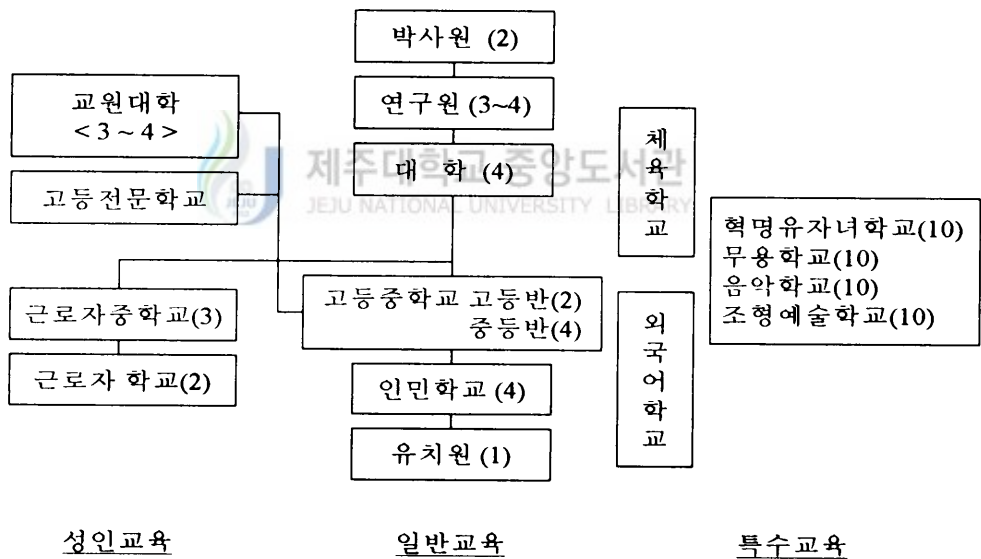 박사원 (2)
교원대학
<3~4>
연구원 (3~4)
대학 (4)
고등전문학교
제주대학교 중앙도서관
JEJU NATIONAL UNIVERSITY LIBRARY
체육학교
혁명유자녀학교(10)
무용학교(10)
음악학교(10)
조형예술학교(10)
고등중학교 고등반(2)
중등반(4)
근로자중학교(3)
근로자 학교(2)
외국어학교
인민학교 (4)
유치원 (1)
성인교육
일반교육
특수교육